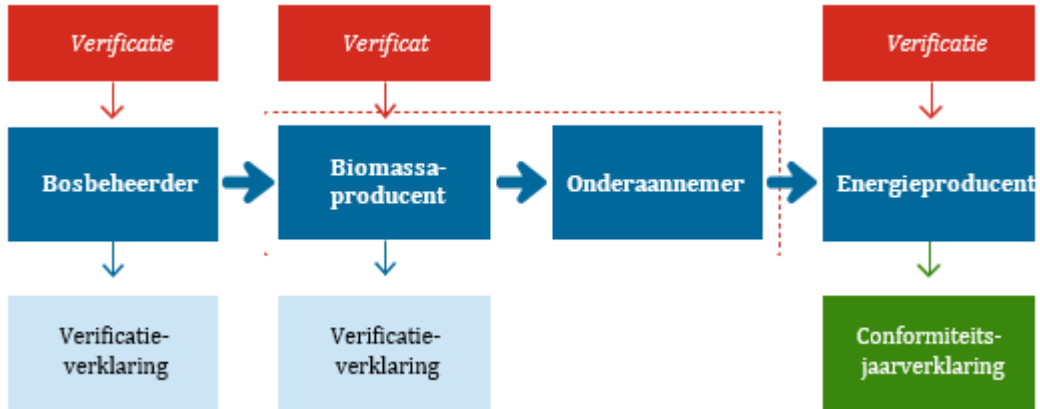 Verificatie
Verificat
Verificatie
Bosbeheerder
Biomassa-
producent
Onderaannemer
Energieproducent
Verificatie-
verklaring
Verificatie-
verklaring
Conformiteits-
jaarverklaring